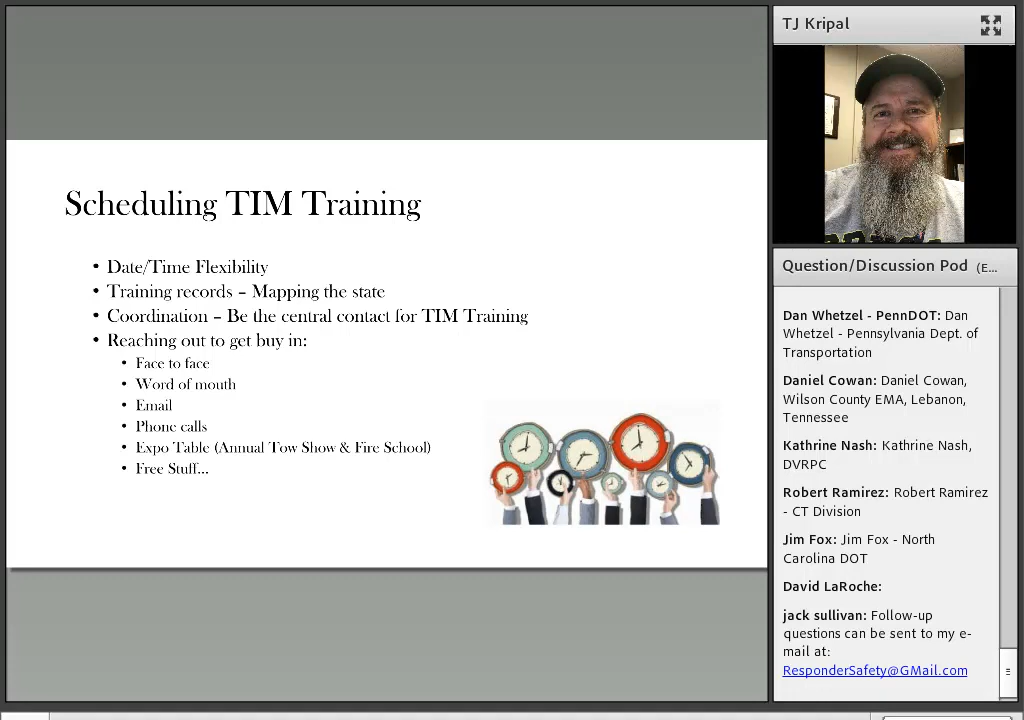 Scheduling TIM Training
• Date/Time Flexibility
• Training records – Mapping the state
• Coordination – Be the central contact for TIM Training
• Reaching out to get buy in:
• Face to face
• Word of mouth
• Email
• Phone calls
• Expo Table (Annual Tow Show & Fire School)
• Free Stuff...
TJ Kripal
Question/Discussion Pod (E...
Dan Whetzel - PennDOT: Dan
Whetzel - Pennsylvania Dept. of
Transportation
Daniel Cowan: Daniel Cowan,
Wilson County EMA, Lebanon,
Tennessee
Kathrine Nash: Kathrine Nash,
DVRPC
Robert Ramirez: Robert Ramirez
- CT Division
Jim Fox: Jim Fox - North
Carolina DOT
David LaRoche:
jack sullivan: Follow-up
questions can be sent to my e-
mail at:
ResponderSafety@GMail.com